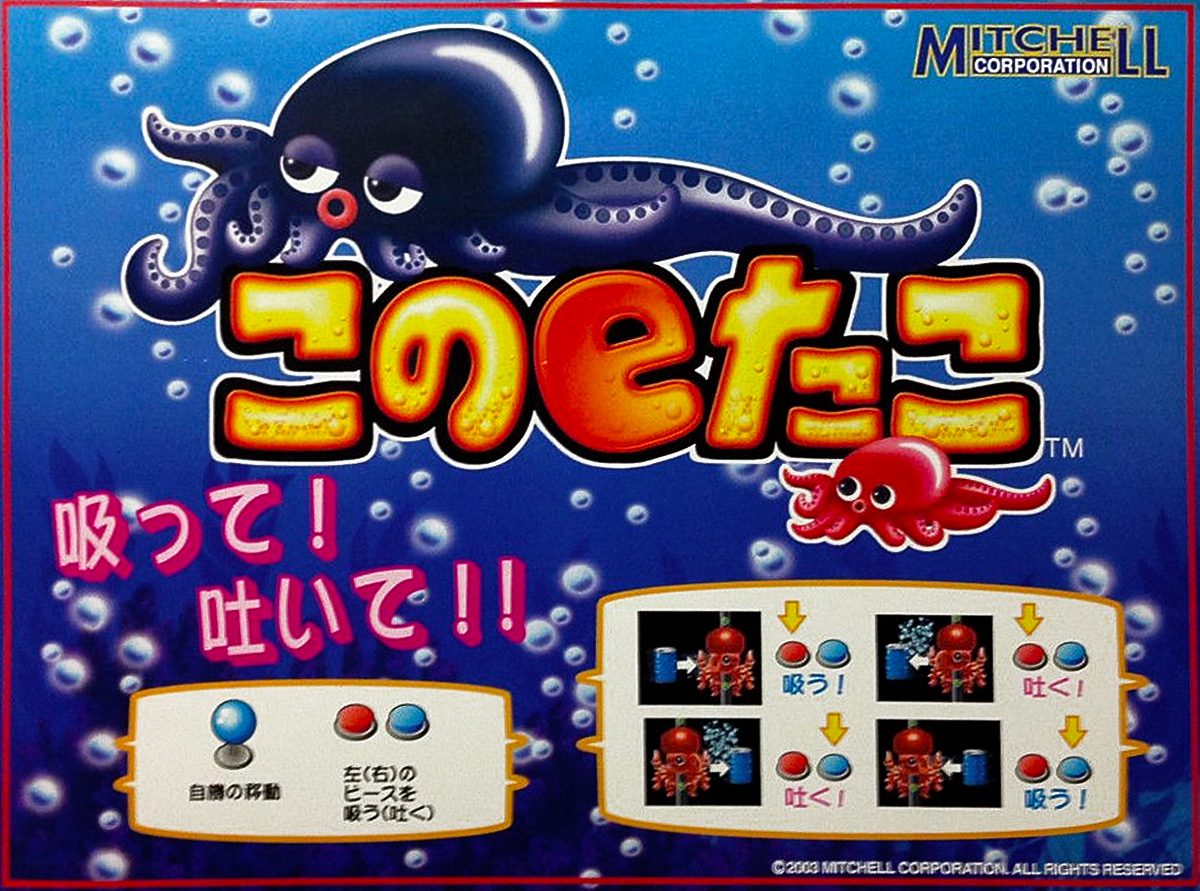 MITCHELL
CORPORATION
このeたこ
TM
吸って！
吐いて！！
吸う！
吐く！
吐く！
吸う！
自機の移動
左(右)の
ピースを
吸う(吐く)
©2003 MITCHELL CORPORATION. ALL RIGHTS RESERVED